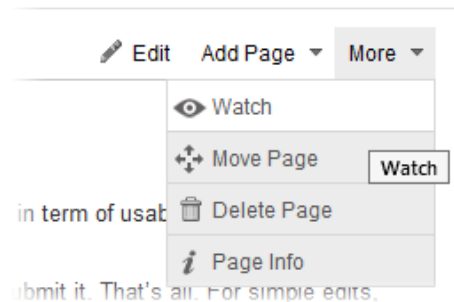 Edit Add Page More
Watch
Move Page
Watch
in term of usab
Delete Page
Page Info
ubmit it. That's all. For simple edits,